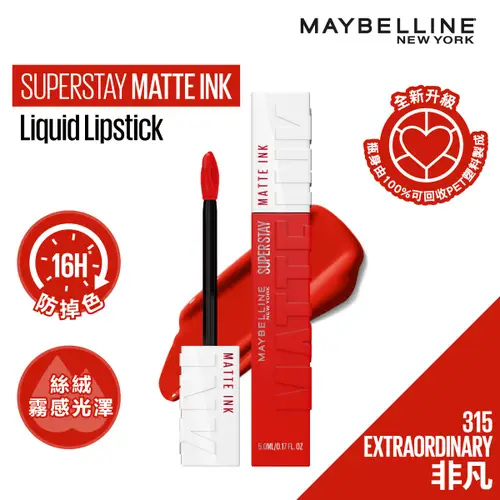 MAYBELLINE
NEW YORK
SUPERSTAY MATTE INK
Liquid Lipstick
全新升級
瓶身由100%可回收PET塑料製成
16H
防掉色
絲絨
霧感光澤
MATTE INK
SUPERSTAY
MAYBELLINE
NEW YORK
MATTE INK
5.0ML/0.17 FL. OZ
MATTE INK
315
EXTRAORDINARY
非凡